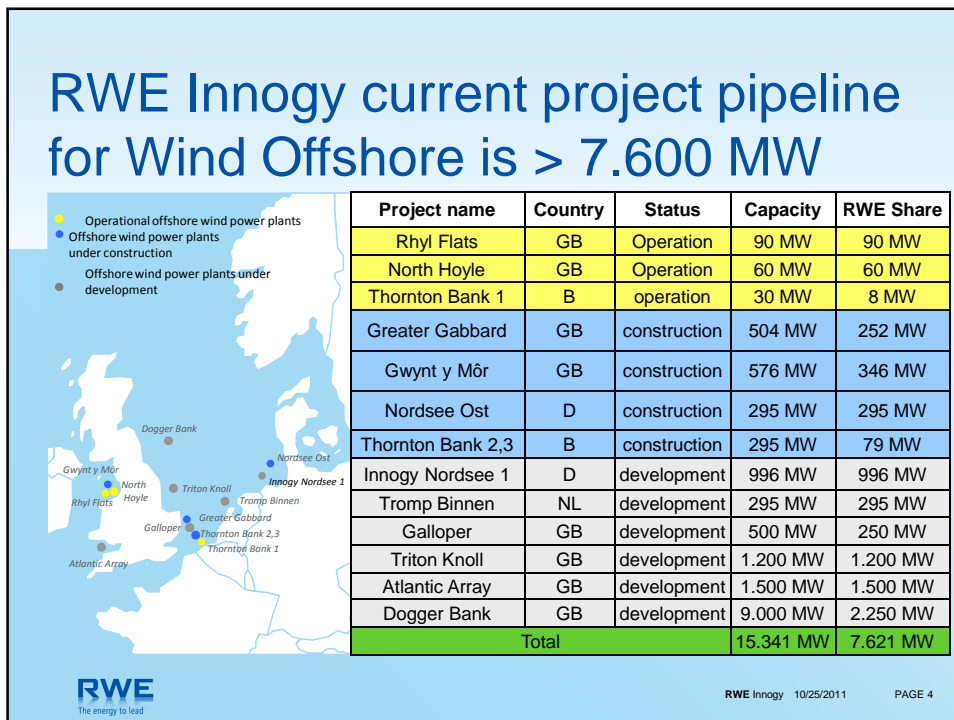 RWE Innogy current project pipeline
for Wind Offshore is > 7.600 MW
Operational offshore wind power plants
Offshore wind power plants
under construction
Offshore wind power plants under
development
Dogger Bank
Nordsee Ost
Gwynt y Môr
Innogy Nordsee 1
North
Hoyle
Triton Knoll
Rhyl Flats
Tromp Binnen
Greater Gabbard
Galloper
Thornton Bank 2,3
Thornton Bank 1
Atlantic Array
Project name Country Status Capacity RWE Share
Rhyl Flats GB Operation 90 MW 90 MW
North Hoyle GB Operation 60 MW 60 MW
Thornton Bank 1 B operation 30 MW 8 MW
Greater Gabbard GB construction 504 MW 252 MW
Gwynt y Môr GB construction 576 MW 346 MW
Nordsee Ost D construction 295 MW 295 MW
Thornton Bank 2,3 B construction 295 MW 79 MW
Innogy Nordsee 1 D development 996 MW 996 MW
Tromp Binnen NL development 295 MW 295 MW
Galloper GB development 500 MW 250 MW
Triton Knoll GB development 1.200 MW 1.200 MW
Atlantic Array GB development 1.500 MW 1.500 MW
Dogger Bank GB development 9.000 MW 2.250 MW
Total 15.341 MW 7.621 MW
RWE
The energy to lead
RWE Innogy 10/25/2011 PAGE 4